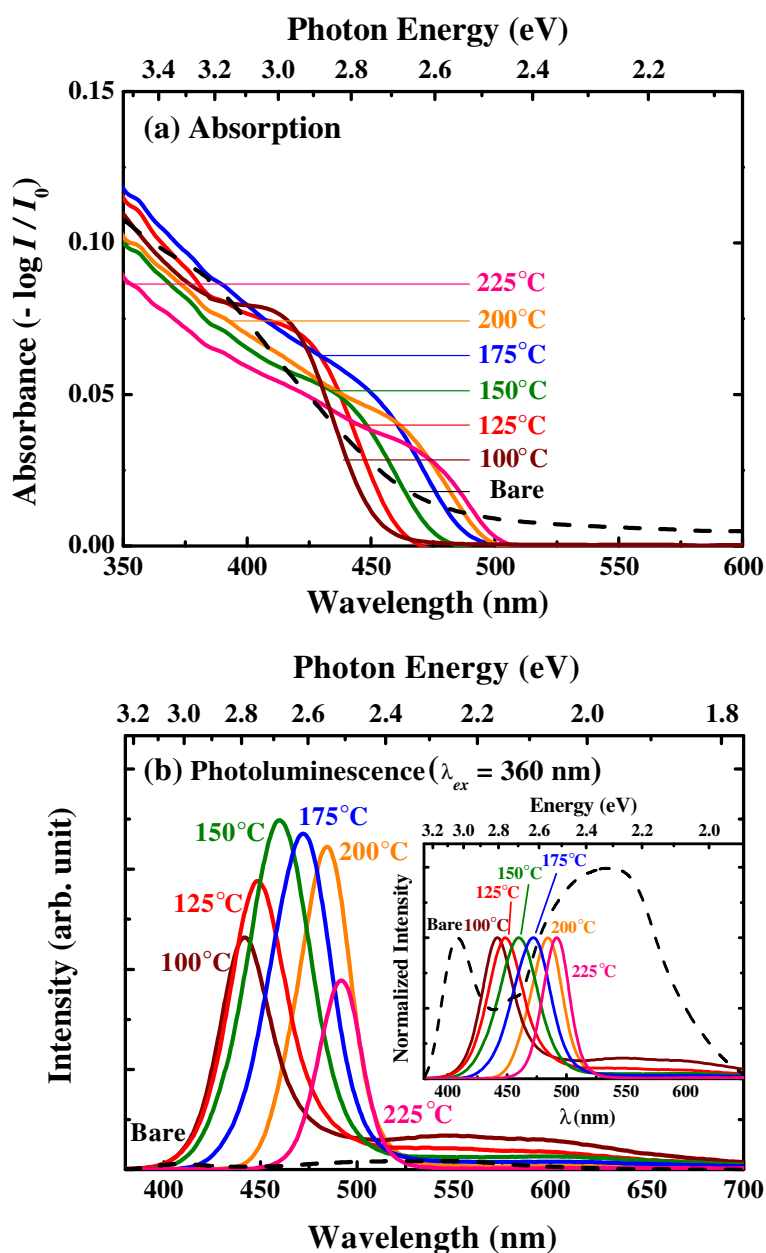 Photon Energy (eV)
3.4 3.2 3.0 2.8 2.6 2.4 2.2
0.15
(a) Absorption
0.10
225°C
200°C
175°C
150°C
0.05
125°C
100°C
Bare
0.00
Absorbance (- log I / I0)
350 400 450 500 550 600
Wavelength (nm)
Photon Energy (eV)
3.2 3.0 2.8 2.6 2.4 2.2 2.0 1.8
(b) Photoluminescence (λex = 360 nm)
175°C
150°C
200°C
125°C
100°C
225°C
Bare
Intensity (arb. unit)
Energy (eV)
3.2 3.0 2.8 2.6 2.4 2.2 2.0
175°C
150°C
125°C
Bare
100°C
200°C
225°C
Normalized Intensity
400 450 500 550 600
λ (nm)
400 450 500 550 600 650 700
Wavelength (nm)